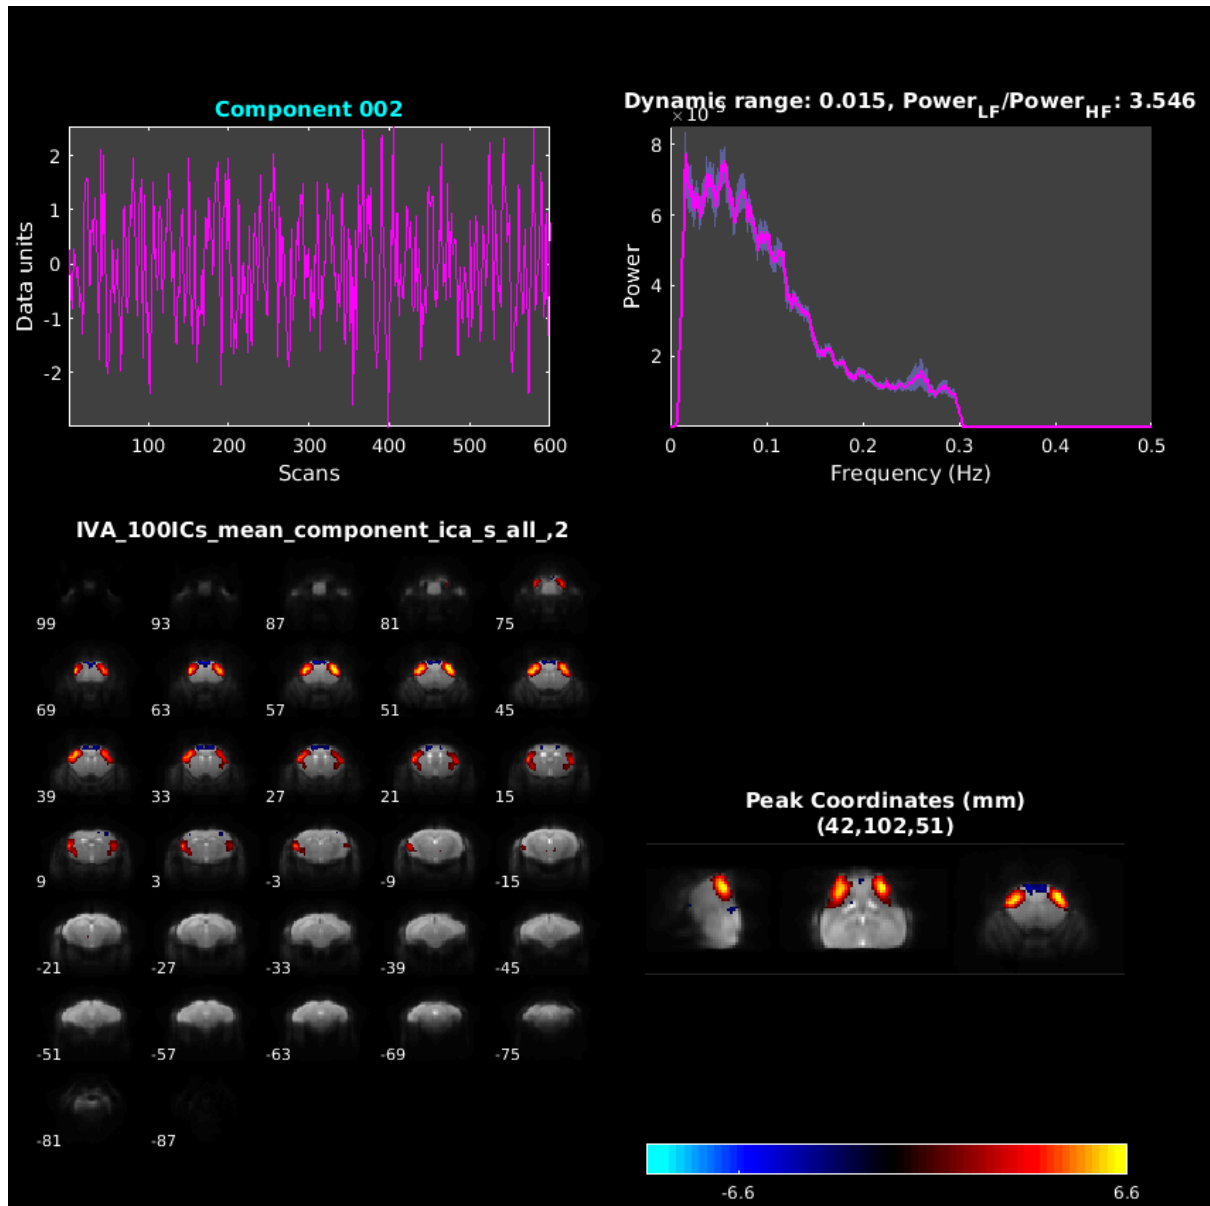 Component 002
2
1
0
-1
-2
Data units
100 200 300 400 500 600
Scans
Dynamic range: 0.015, Power_LF/Power_HF: 3.546
8
6
4
2
Power
0 0.1 0.2 0.3 0.4 0.5
Frequency (Hz)
IVA_100ICs_mean_component_ica_s_all_,2
99 93 87 81 75
69 63 57 51 45
39 33 27 21 15
9 3 -3 -9 -15
-21 -27 -33 -39 -45
-51 -57 -63 -69 -75
-81 -87
Peak Coordinates (mm)
(42,102,51)
-6.6 6.6